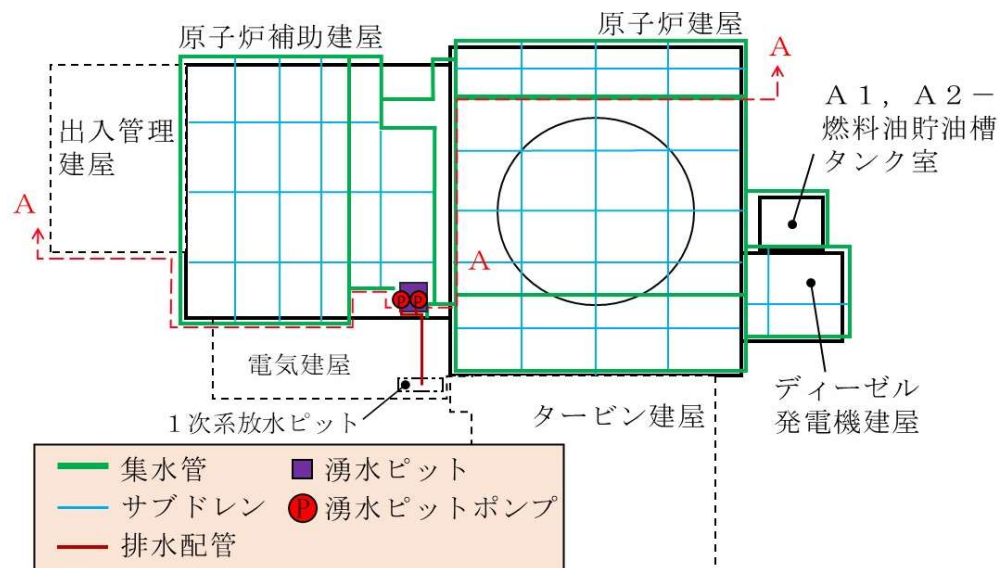 原子炉補助建屋
原子炉建屋
A
A1，A2－
燃料油貯油槽
タンク室
出入管理
建屋
A
A
P P
電気建屋
1次系放水ピット
タービン建屋
ディーゼル
発電機建屋
集水管
湧水ピット
サブドレン
P 湧水ピットポンプ
排水配管